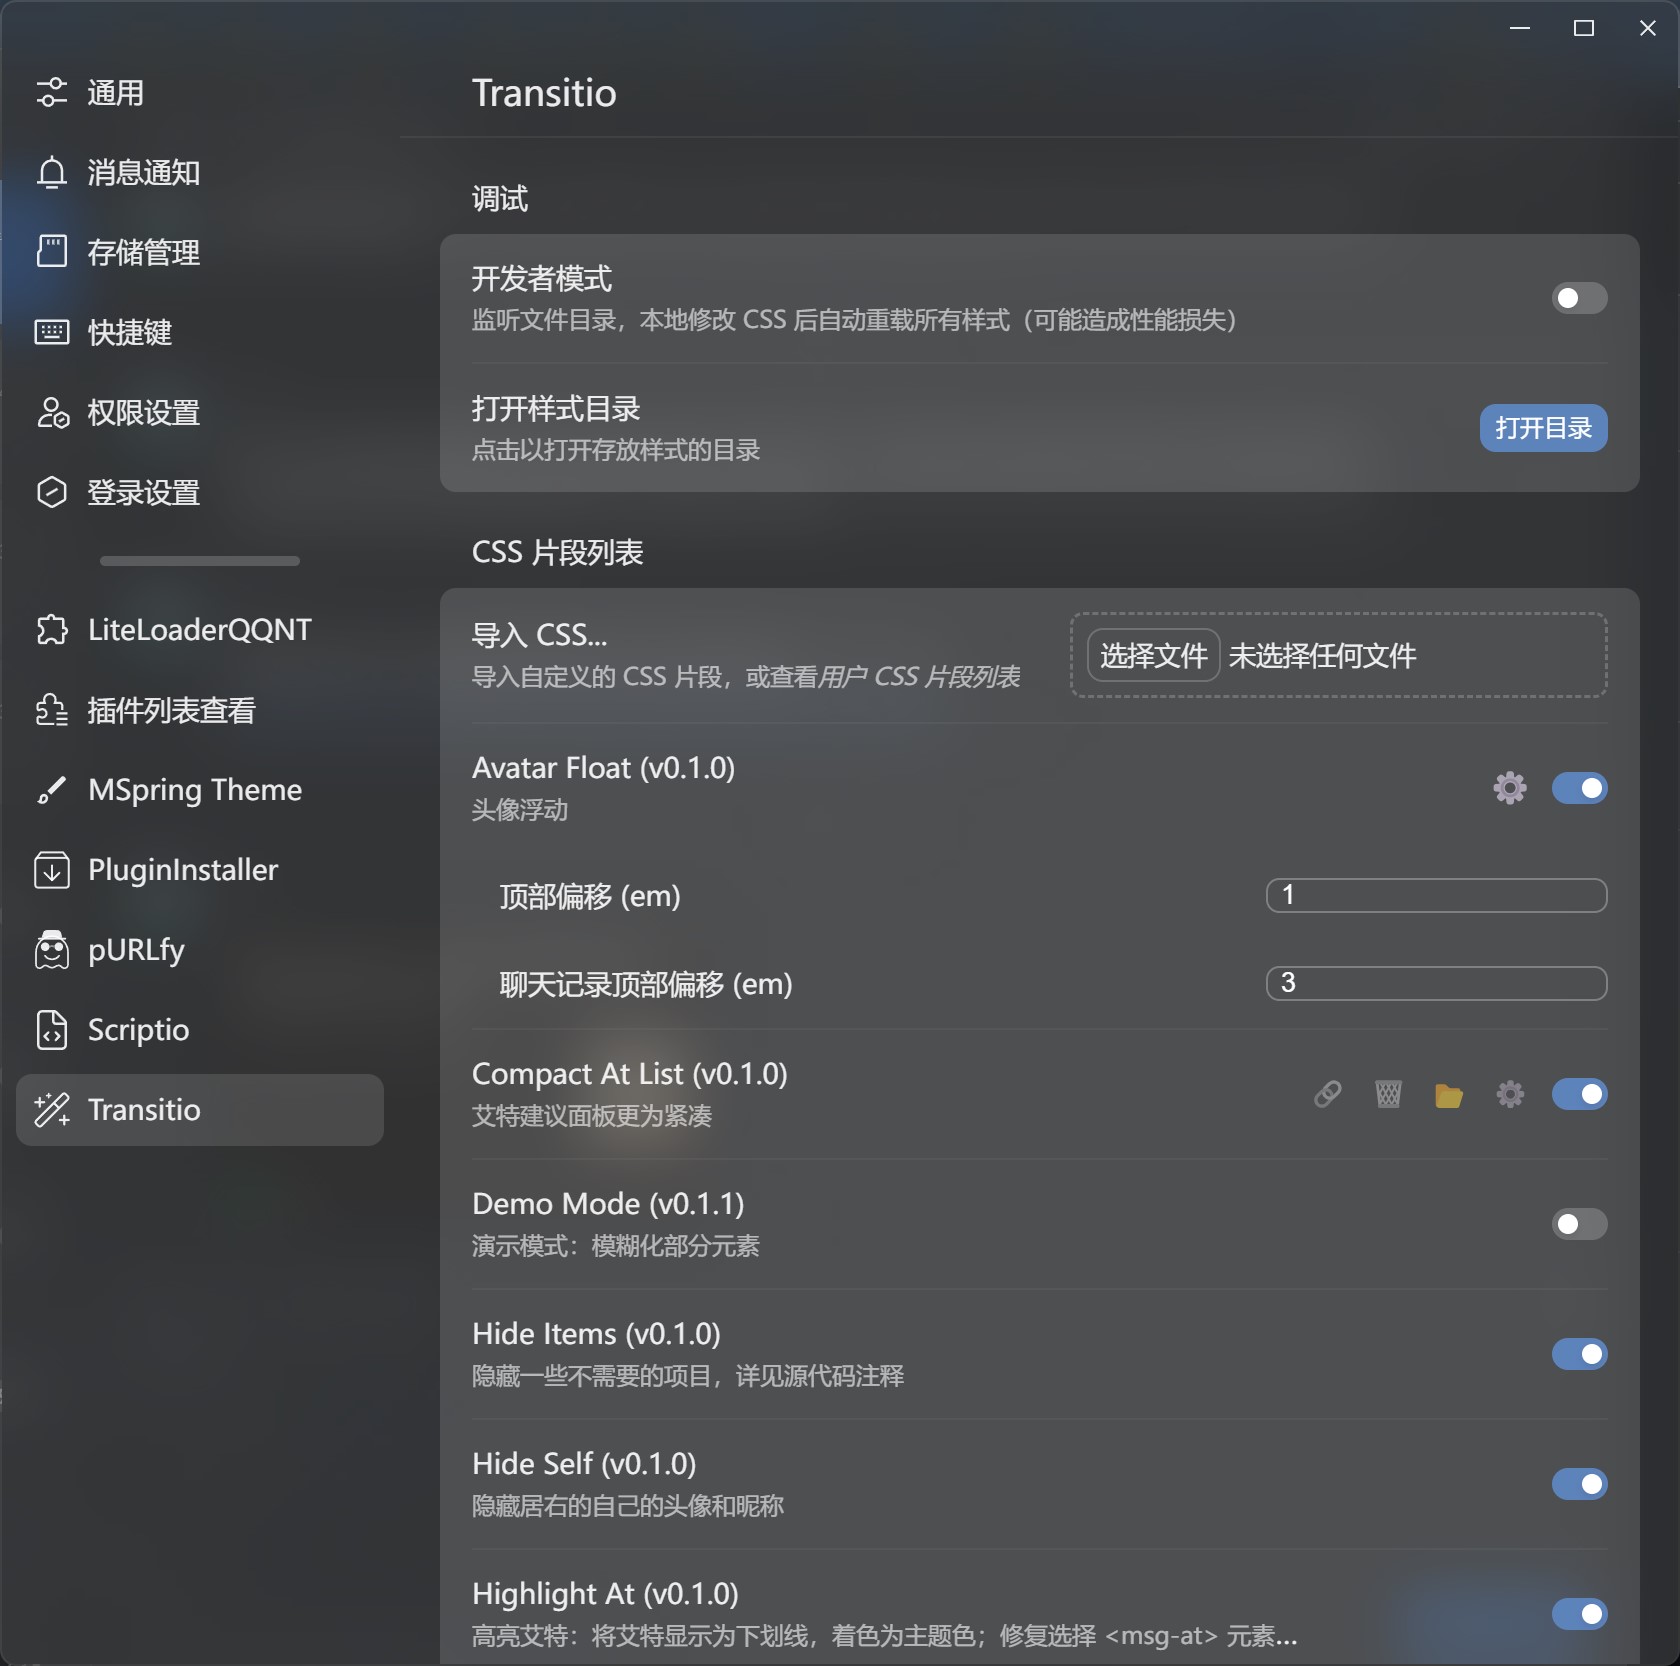 通用
消息通知
存储管理
快捷键
权限设置
登录设置
LiteLoaderQQNT
插件列表查看
MSpring Theme
PluginInstaller
pURLfy
Scriptio
Transitio
Transitio
调试
开发者模式
监听文件目录，本地修改 CSS 后自动重载所有样式（可能造成性能损失）
打开样式目录
打开目录
点击以打开存放样式的目录
CSS 片段列表
导入 CSS...
导入自定义的 CSS 片段，或查看用户 CSS 片段列表
选择文件 未选择任何文件
Avatar Float (v0.1.0)
头像浮动
顶部偏移 (em)
1
聊天记录顶部偏移 (em)
3
Compact At List (v0.1.0)
艾特建议面板更为紧凑
Demo Mode (v0.1.1)
演示模式：模糊化部分元素
Hide Items (v0.1.0)
隐藏一些不需要的项目，详见源代码注释
Hide Self (v0.1.0)
隐藏居右的自己的头像和昵称
Highlight At (v0.1.0)
高亮艾特：将艾特显示为下划线，着色为主题色；修复选择 <msg-at> 元素...